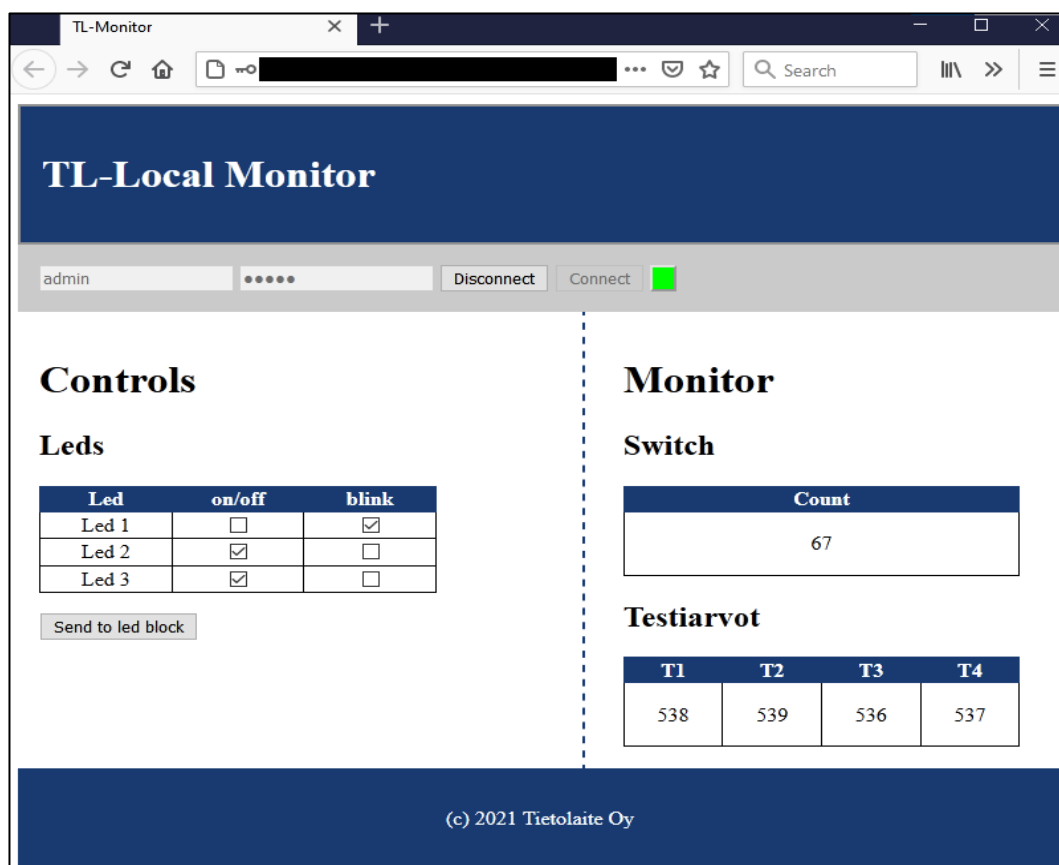 TL-Monitor
Search
TL-Local Monitor
admin ●●●●● Disconnect Connect
Controls
Leds
Led on/off blink
Led 1
Led 2
Led 3
Send to led block
Monitor
Switch
Count
67
Testiarvot
T1 T2 T3 T4
538 539 536 537
(c) 2021 Tietolaite Oy